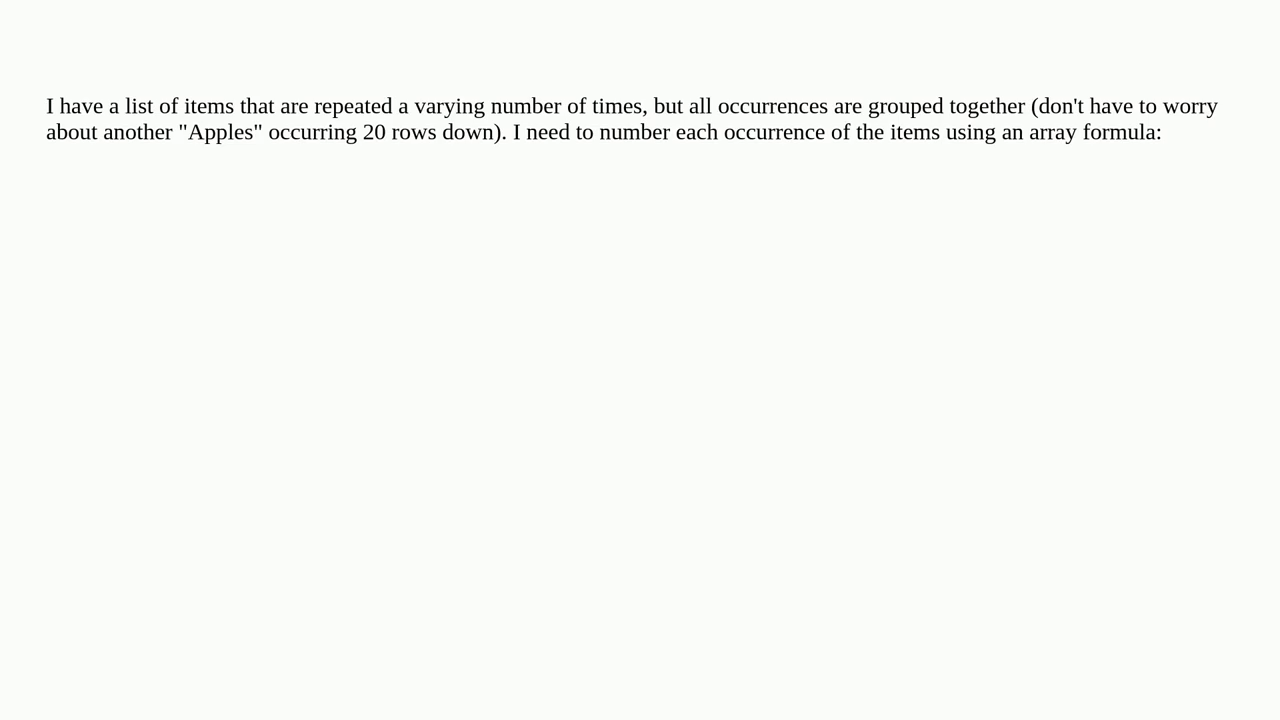 I have a list of items that are repeated a varying number of times, but all occurrences are grouped together (don't have to worry
about another "Apples" occurring 20 rows down). I need to number each occurrence of the items using an array formula: